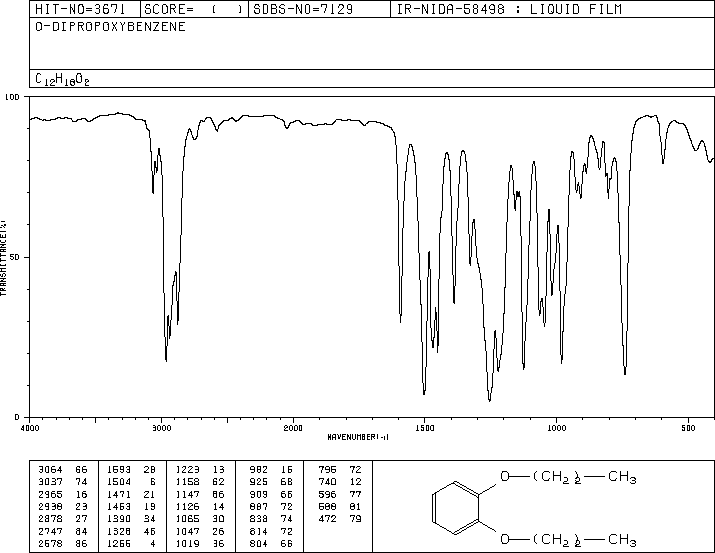 HIT-NO=3671 SCORE= ( ) SDBS-NO=7129 IR-NIDA-58498 : LIQUID FILM
O-DIPROPOXYBENZENE
C12H18O2
100
50
0
TRANSMITTANCE(%)
4000 3000 2000 1500 1000 500
WAVENUMBER(-1)
3064 66 1593 28 1223 13 982 16 795 72
3037 74 1504 6 1158 62 925 68 740 12
2965 16 1471 21 1147 86 909 66 596 77
2938 23 1453 19 1126 14 887 72 500 81
2878 27 1390 34 1065 30 838 74 472 79
2747 84 1328 46 1047 26 814 72
2578 86 1255 4 1019 36 804 66
O—(CH2)2—CH3
O—(CH2)2—CH3